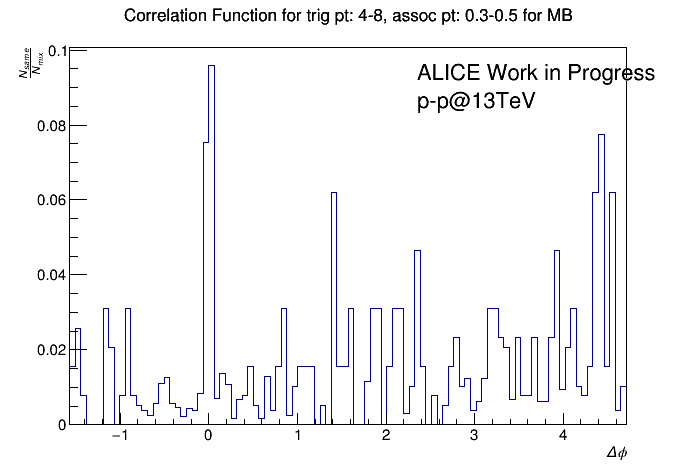 Correlation Function for trig pt: 4-8, assoc pt: 0.3-0.5 for MB
N_same
N_mix
ALICE Work in Progress
p-p@13TeV
0.1
0.08
0.06
0.04
0.02
0
−1 0 1 2 3 4
Δϕ